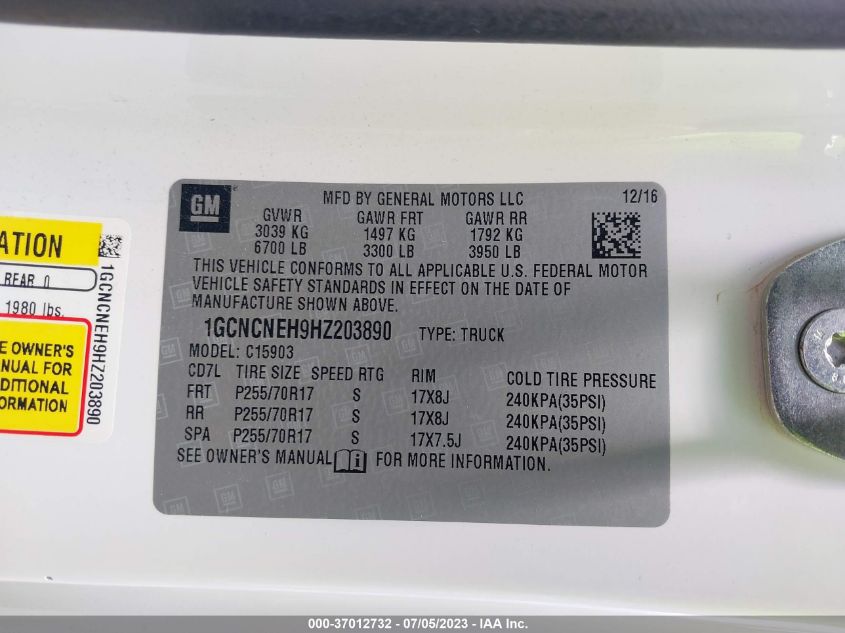 GM
MFD BY GENERAL MOTORS LLC 12/16
GVWR GAWR FRT GAWR RR
3039 KG 1497 KG 1792 KG
6700 LB 3300 LB 3950 LB
THIS VEHICLE CONFORMS TO ALL APPLICABLE U.S. FEDERAL MOTOR
VEHICLE SAFETY STANDARDS IN EFFECT ON THE DATE OF
MANUFACTURE SHOWN ABOVE.
1GCNCNEH9HZ203890 TYPE: TRUCK
MODEL: C15903
CD7L TIRE SIZE SPEED RTG RIM COLD TIRE PRESSURE
FRT P255/70R17 S 17X8J 240KPA(35PSI)
RR P255/70R17 S 17X8J 240KPA(35PSI)
SPA P255/70R17 S 17X7.5J 240KPA(35PSI)
SEE OWNER'S MANUAL FOR MORE INFORMATION.
ATION
REAR 0
1980 lbs.
E OWNER'S
NUAL FOR
DITIONAL
FORMATION
1GCNCNEH9HZ203890
000-37012732 - 07/05/2023 - IAA Inc.